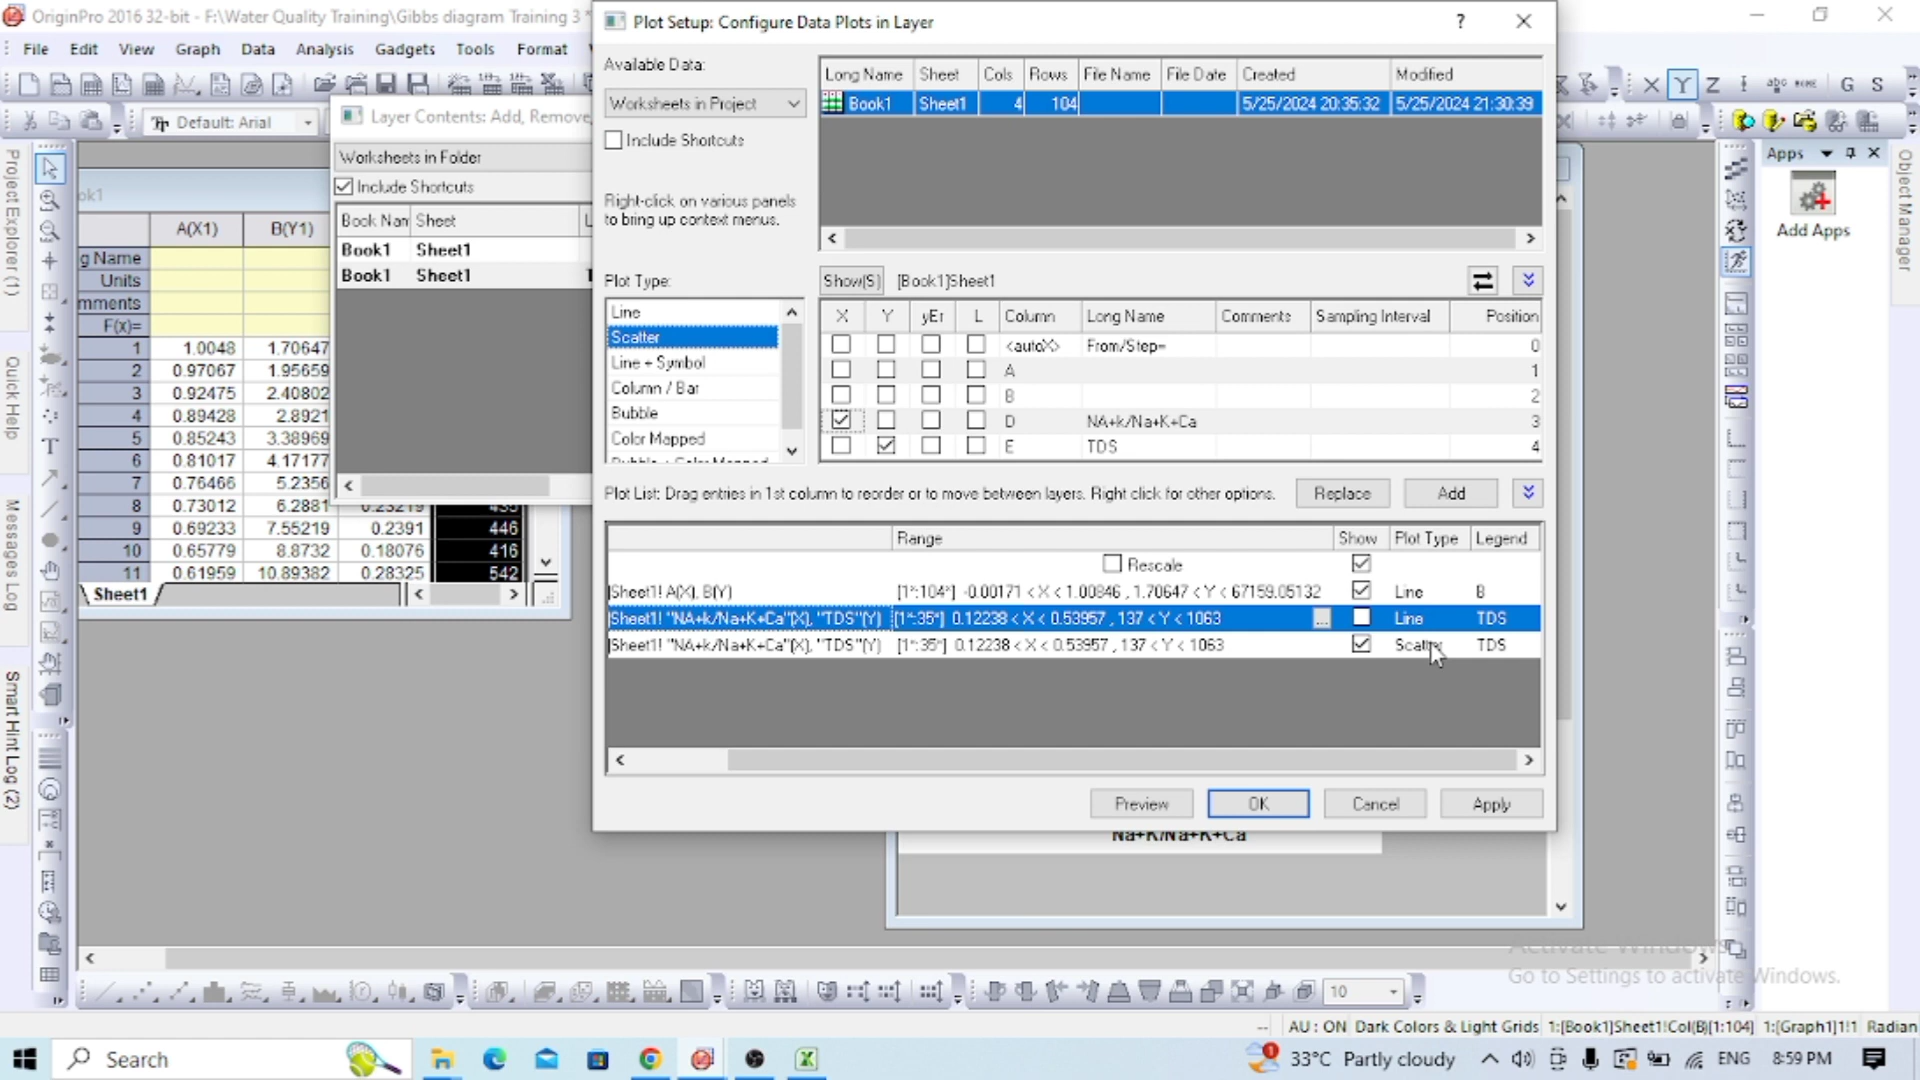 OriginPro 2016 32-bit - F:\Water Quality Training\Gibbs diagram Training 3 *
File Edit View Graph Data Analysis Gadgets Tools Format
Default: Arial
Plot Setup: Configure Data Plots in Layer
?
Available Data:
Worksheets in Project
Include Shortcuts
Right-click on various panels
to bring up context menus.
Long Name Sheet Cols Rows File Name File Date Created Modified
Book1 Sheet1 4 104 5/25/2024 20:35:32 5/25/2024 21:30:39
Plot Type:
Line
Scatter
Line + Symbol
Column / Bar
Bubble
Color Mapped
Bubble + Color Mapped
Show(S) [Book1]Sheet1
X Y yEr L Column Long Name Comments Sampling Interval Position
<autoX> From/Step= 0
A 1
B 2
D NA+k/Na+K+Ca 3
E TDS 4
Plot List: Drag entries in 1st column to reorder or to move between layers. Right click for other options.
Replace Add
Range Show Plot Type Legend
Rescale
Sheet1! A(X), B(Y) [1*:104*] -0.00171 < X < 1.00846 , 1.70647 < Y < 67159.05132 Line B
Sheet1! "NA+k/Na+K+Ca"(X), "TDS"(Y) [1*:35*] 0.12238 < X < 0.53957 , 137 < Y < 1063 ... Line TDS
Sheet1! "NA+k/Na+K+Ca"(X), "TDS"(Y) [1*:35*] 0.12238 < X < 0.53957 , 137 < Y < 1063 Scatter TDS
Preview OK Cancel Apply
Na+K/Na+K+Ca
Layer Contents: Add, Remove,
Worksheets in Folder
Include Shortcuts
Book Nam Sheet L
Book1 Sheet1
Book1 Sheet1 T
ok1
A(X1) B(Y1)
g Name
Units
mments
F(x)=
1 1.0048 1.70647
2 0.97067 1.95659
3 0.92475 2.40802
4 0.89428 2.8921
5 0.85243 3.38969
6 0.81017 4.17177
7 0.76466 5.2356
8 0.73012 6.2881 0.23219 435
9 0.69233 7.55219 0.2391 446
10 0.65779 8.8732 0.18076 416
11 0.61959 10.89382 0.28325 542
Sheet1
Project Explorer (1)
Quick Help
Messages Log
Smart Hint Log (2)
X Y Z G S
Apps
Add Apps
Object Manager
T
10
Activate Windows
Go to Settings to activate Windows.
-- AU : ON Dark Colors & Light Grids 1:[Book1]Sheet1!Col(B)[1:104] 1:[Graph1]1!1 Radian
Search
1
33°C Partly cloudy
ENG
8:59 PM